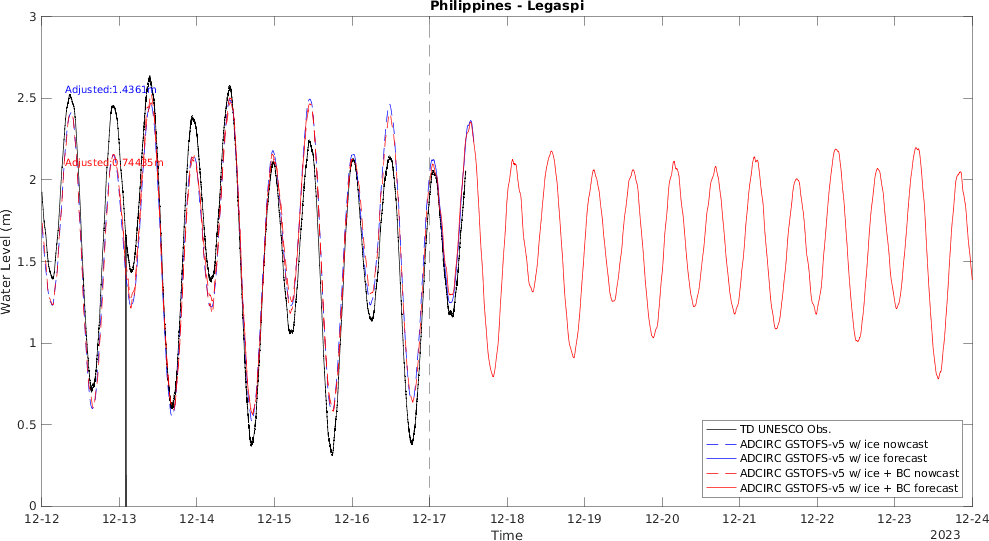 Philippines - Legaspi
3
Adjusted:1.4361m
2.5
Adjusted:0.74435m
2
Water Level (m)
1.5
1
0.5
TD UNESCO Obs.
ADCIRC GSTOFS-v5 w/ ice nowcast
ADCIRC GSTOFS-v5 w/ ice forecast
ADCIRC GSTOFS-v5 w/ ice + BC nowcast
ADCIRC GSTOFS-v5 w/ ice + BC forecast
0
12-12 12-13 12-14 12-15 12-16 12-17 12-18 12-19 12-20 12-21 12-22 12-23 12-24
Time
2023